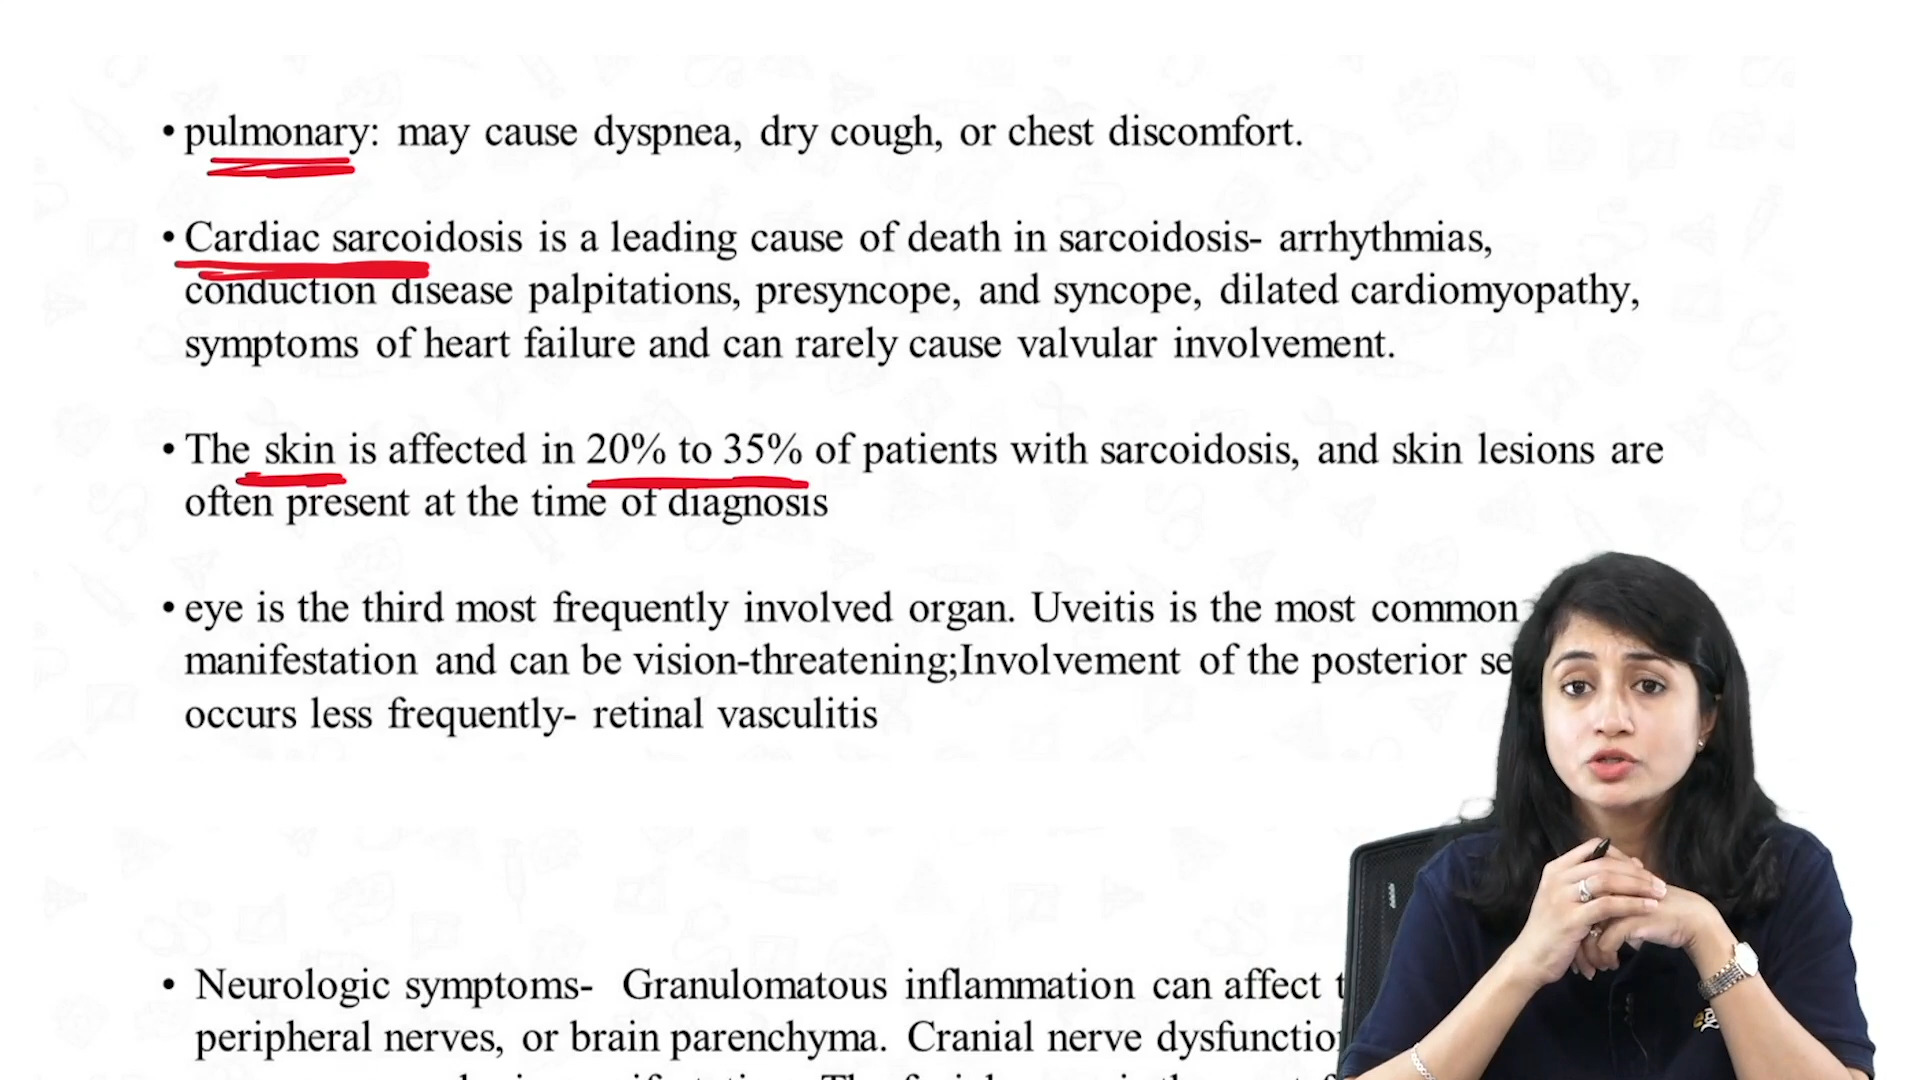 • pulmonary: may cause dyspnea, dry cough, or chest discomfort.
• Cardiac sarcoidosis is a leading cause of death in sarcoidosis- arrhythmias,
conduction disease palpitations, presyncope, and syncope, dilated cardiomyopathy,
symptoms of heart failure and can rarely cause valvular involvement.
• The skin is affected in 20% to 35% of patients with sarcoidosis, and skin lesions are
often present at the time of diagnosis
• eye is the third most frequently involved organ. Uveitis is the most common
manifestation and can be vision-threatening;Involvement of the posterior se
occurs less frequently- retinal vasculitis
• Neurologic symptoms- Granulomatous inflammation can affect
peripheral nerves, or brain parenchyma. Cranial nerve